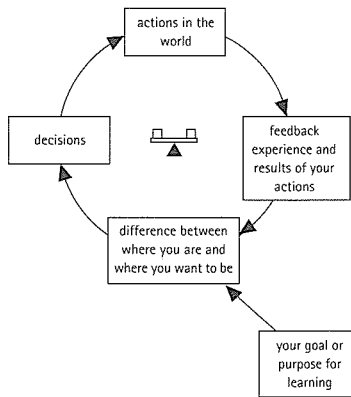 actions in the
world
decisions
feedback
experience and
results of your
actions
difference between
where you are and
where you want to be
your goal or
purpose for
learning